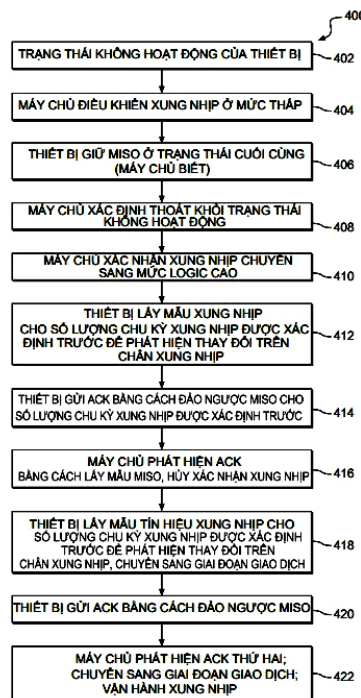 400
TRẠNG THÁI KHÔNG HOẠT ĐỘNG CỦA THIẾT BỊ
402
MÁY CHỦ ĐIỀU KHIỂN XUNG NHỊP Ở MỨC THẤP
404
THIẾT BỊ GIỮ MISO Ở TRẠNG THÁI CUỐI CÙNG
(MÁY CHỦ BIẾT)
406
MÁY CHỦ XÁC ĐỊNH THOÁT KHỎI TRẠNG THÁI
KHÔNG HOẠT ĐỘNG
408
MÁY CHỦ XÁC NHẬN XUNG NHỊP CHUYỂN
SANG MỨC LOGIC CAO
410
THIẾT BỊ LẤY MẪU XUNG NHỊP
CHO SỐ LƯỢNG CHU KỲ XUNG NHỊP ĐƯỢC XÁC
ĐỊNH TRƯỚC ĐỂ PHÁT HIỆN THAY ĐỔI TRÊN
CHÂN XUNG NHỊP
412
THIẾT BỊ GỬI ACK BẰNG CÁCH ĐẢO NGƯỢC MISO CHO
SỐ LƯỢNG CHU KỲ XUNG NHỊP ĐƯỢC XÁC ĐỊNH TRƯỚC
414
MÁY CHỦ PHÁT HIỆN ACK
BẰNG CÁCH LẤY MẪU MISO, HỦY XÁC NHẬN XUNG NHỊP
416
THIẾT BỊ LẤY MẪU TÍN HIỆU XUNG NHỊP CHO
SỐ LƯỢNG CHU KỲ XUNG NHỊP ĐƯỢC XÁC ĐỊNH
TRƯỚC ĐỂ PHÁT HIỆN THAY ĐỔI TRÊN
CHÂN XUNG NHỊP, CHUYỂN SANG GIAI ĐOẠN GIAO DỊCH
418
THIẾT BỊ GỬI ACK BẰNG CÁCH ĐẢO NGƯỢC MISO
420
MÁY CHỦ PHÁT HIỆN ACK THỨ HAI;
CHUYỂN SANG GIAI ĐOẠN GIAO DỊCH;
VẬN HÀNH XUNG NHỊP
422